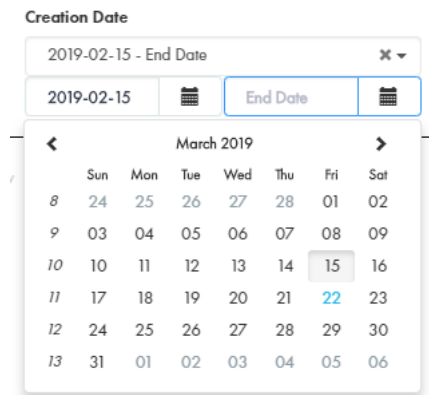 Creation Date
2019-02-15 - End Date
2019-02-15 End Date
March 2019
Sun Mon Tue Wed Thu Fri Sat
8 24 25 26 27 28 01 02
9 03 04 05 06 07 08 09
10 10 11 12 13 14 15 16
11 17 18 19 20 21 22 23
12 24 25 26 27 28 29 30
13 31 01 02 03 04 05 06